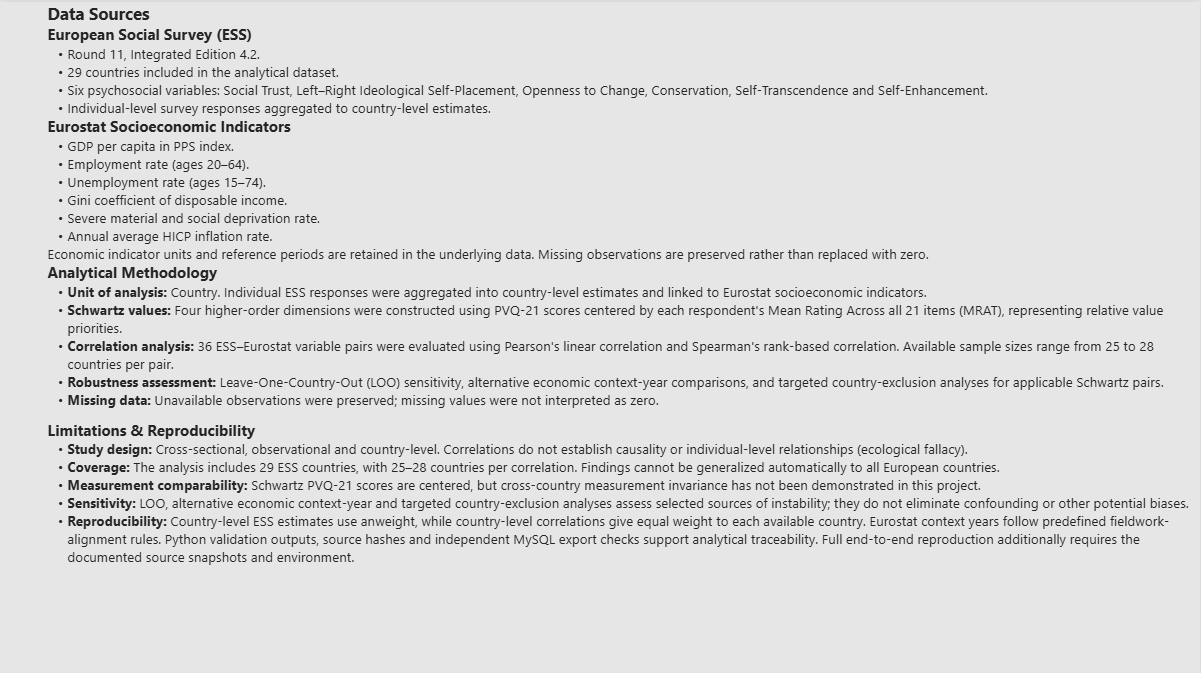 Data Sources
European Social Survey (ESS)
• Round 11, Integrated Edition 4.2.
• 29 countries included in the analytical dataset.
• Six psychosocial variables: Social Trust, Left–Right Ideological Self-Placement, Openness to Change, Conservation, Self-Transcendence and Self-Enhancement.
• Individual-level survey responses aggregated to country-level estimates.
Eurostat Socioeconomic Indicators
• GDP per capita in PPS index.
• Employment rate (ages 20–64).
• Unemployment rate (ages 15–74).
• Gini coefficient of disposable income.
• Severe material and social deprivation rate.
• Annual average HICP inflation rate.
Economic indicator units and reference periods are retained in the underlying data. Missing observations are preserved rather than replaced with zero.
Analytical Methodology
• Unit of analysis: Country. Individual ESS responses were aggregated into country-level estimates and linked to Eurostat socioeconomic indicators.
• Schwartz values: Four higher-order dimensions were constructed using PVQ-21 scores centered by each respondent's Mean Rating Across all 21 items (MRAT), representing relative value
priorities.
• Correlation analysis: 36 ESS–Eurostat variable pairs were evaluated using Pearson's linear correlation and Spearman's rank-based correlation. Available sample sizes range from 25 to 28
countries per pair.
• Robustness assessment: Leave-One-Country-Out (LOO) sensitivity, alternative economic context-year comparisons, and targeted country-exclusion analyses for applicable Schwartz pairs.
• Missing data: Unavailable observations were preserved; missing values were not interpreted as zero.
Limitations & Reproducibility
• Study design: Cross-sectional, observational and country-level. Correlations do not establish causality or individual-level relationships (ecological fallacy).
• Coverage: The analysis includes 29 ESS countries, with 25–28 countries per correlation. Findings cannot be generalized automatically to all European countries.
• Measurement comparability: Schwartz PVQ-21 scores are centered, but cross-country measurement invariance has not been demonstrated in this project.
• Sensitivity: LOO, alternative economic context-year and targeted country-exclusion analyses assess selected sources of instability; they do not eliminate confounding or other potential biases.
• Reproducibility: Country-level ESS estimates use anweight, while country-level correlations give equal weight to each available country. Eurostat context years follow predefined fieldwork-
alignment rules. Python validation outputs, source hashes and independent MySQL export checks support analytical traceability. Full end-to-end reproduction additionally requires the
documented source snapshots and environment.